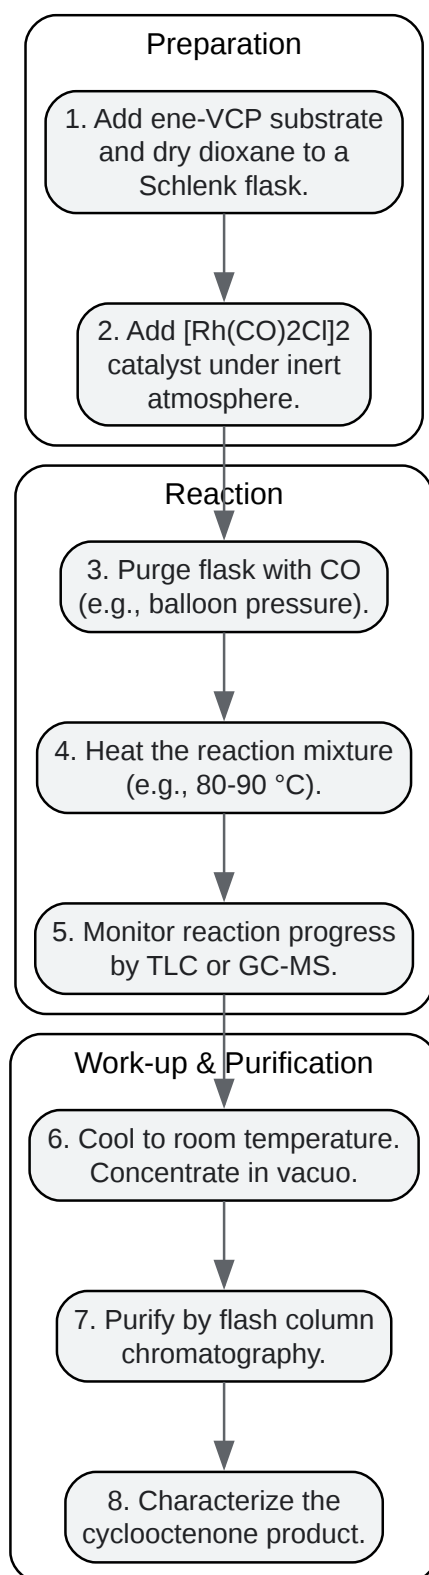 Preparation
1. Add ene-VCP substrate
and dry dioxane to a
Schlenk flask.
2. Add [Rh(CO)2Cl]2
catalyst under inert
atmosphere.
Reaction
3. Purge flask with CO
(e.g., balloon pressure).
4. Heat the reaction mixture
(e.g., 80-90 °C).
5. Monitor reaction progress
by TLC or GC-MS.
Work-up & Purification
6. Cool to room temperature.
Concentrate in vacuo.
7. Purify by flash column
chromatography.
8. Characterize the
cyclooctenone product.